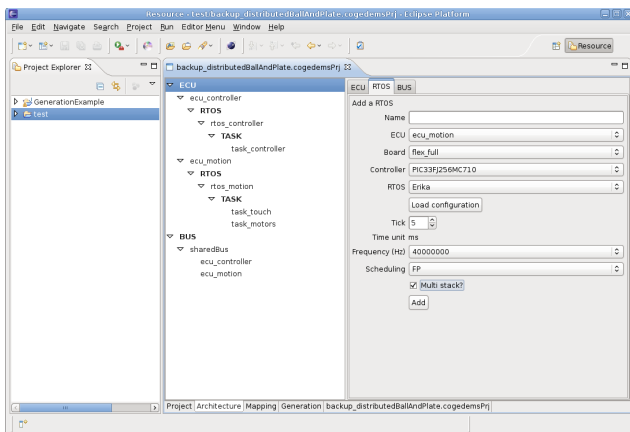 Resource - test/backup_distributedBallAndPlate.cogedemsPrj - Eclipse Platform
File Edit Navigate Search Project Run Editor Menu Window Help
Resource
Project Explorer
GenerationExample
test
backup_distributedBallAndPlate.cogedemsPrj
ECU
ecu_controller
RTOS
rtos_controller
TASK
task_controller
ecu_motion
RTOS
rtos_motion
TASK
task_touch
task_motors
BUS
sharedBus
ecu_controller
ecu_motion
ECU RTOS BUS
Add a RTOS
Name
ECU ecu_motion
Board flex_full
Controller PIC33FJ256MC710
RTOS Erika
Load configuration
Tick 5
Time unit ms
Frequency (Hz) 40000000
Scheduling FP
Multi stack?
Add
Project Architecture Mapping Generation backup_distributedBallAndPlate.cogedemsPrj